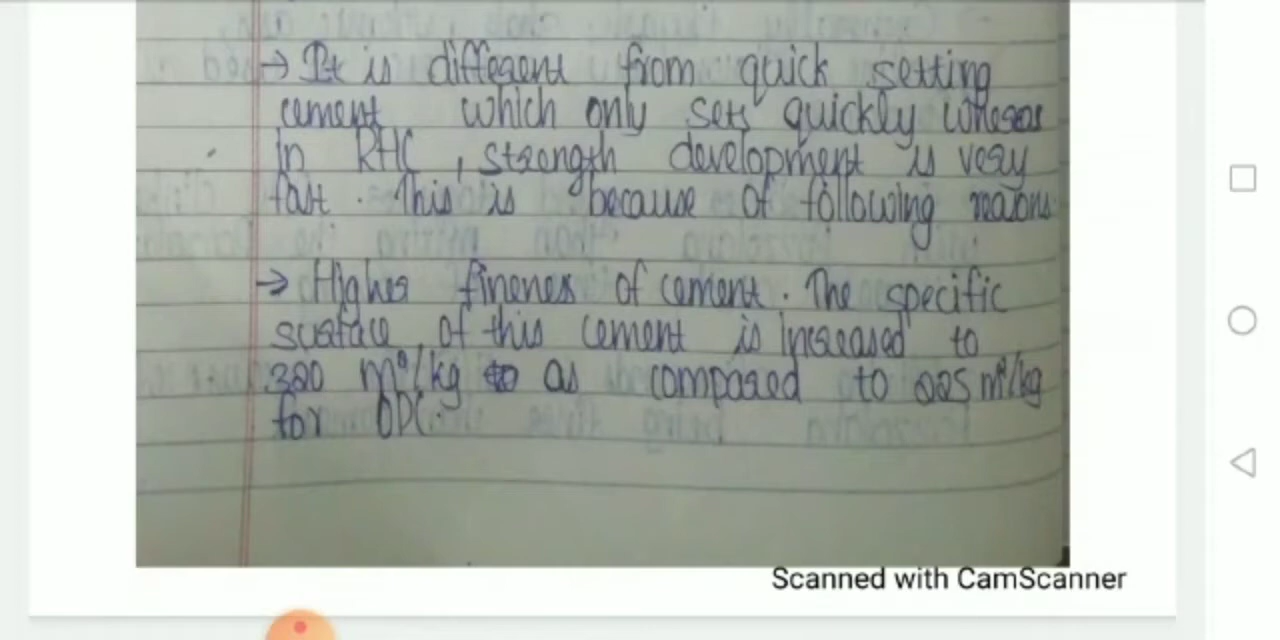 → It is different from quick setting
cement which only sets quickly whereas
in RHC, strength development is very
fast. This is because of following reasons
→ Higher fineness of cement. The specific
surface of this cement is increased to
320 m²/kg as compared to 225 m²/kg
for OPC.
Scanned with CamScanner